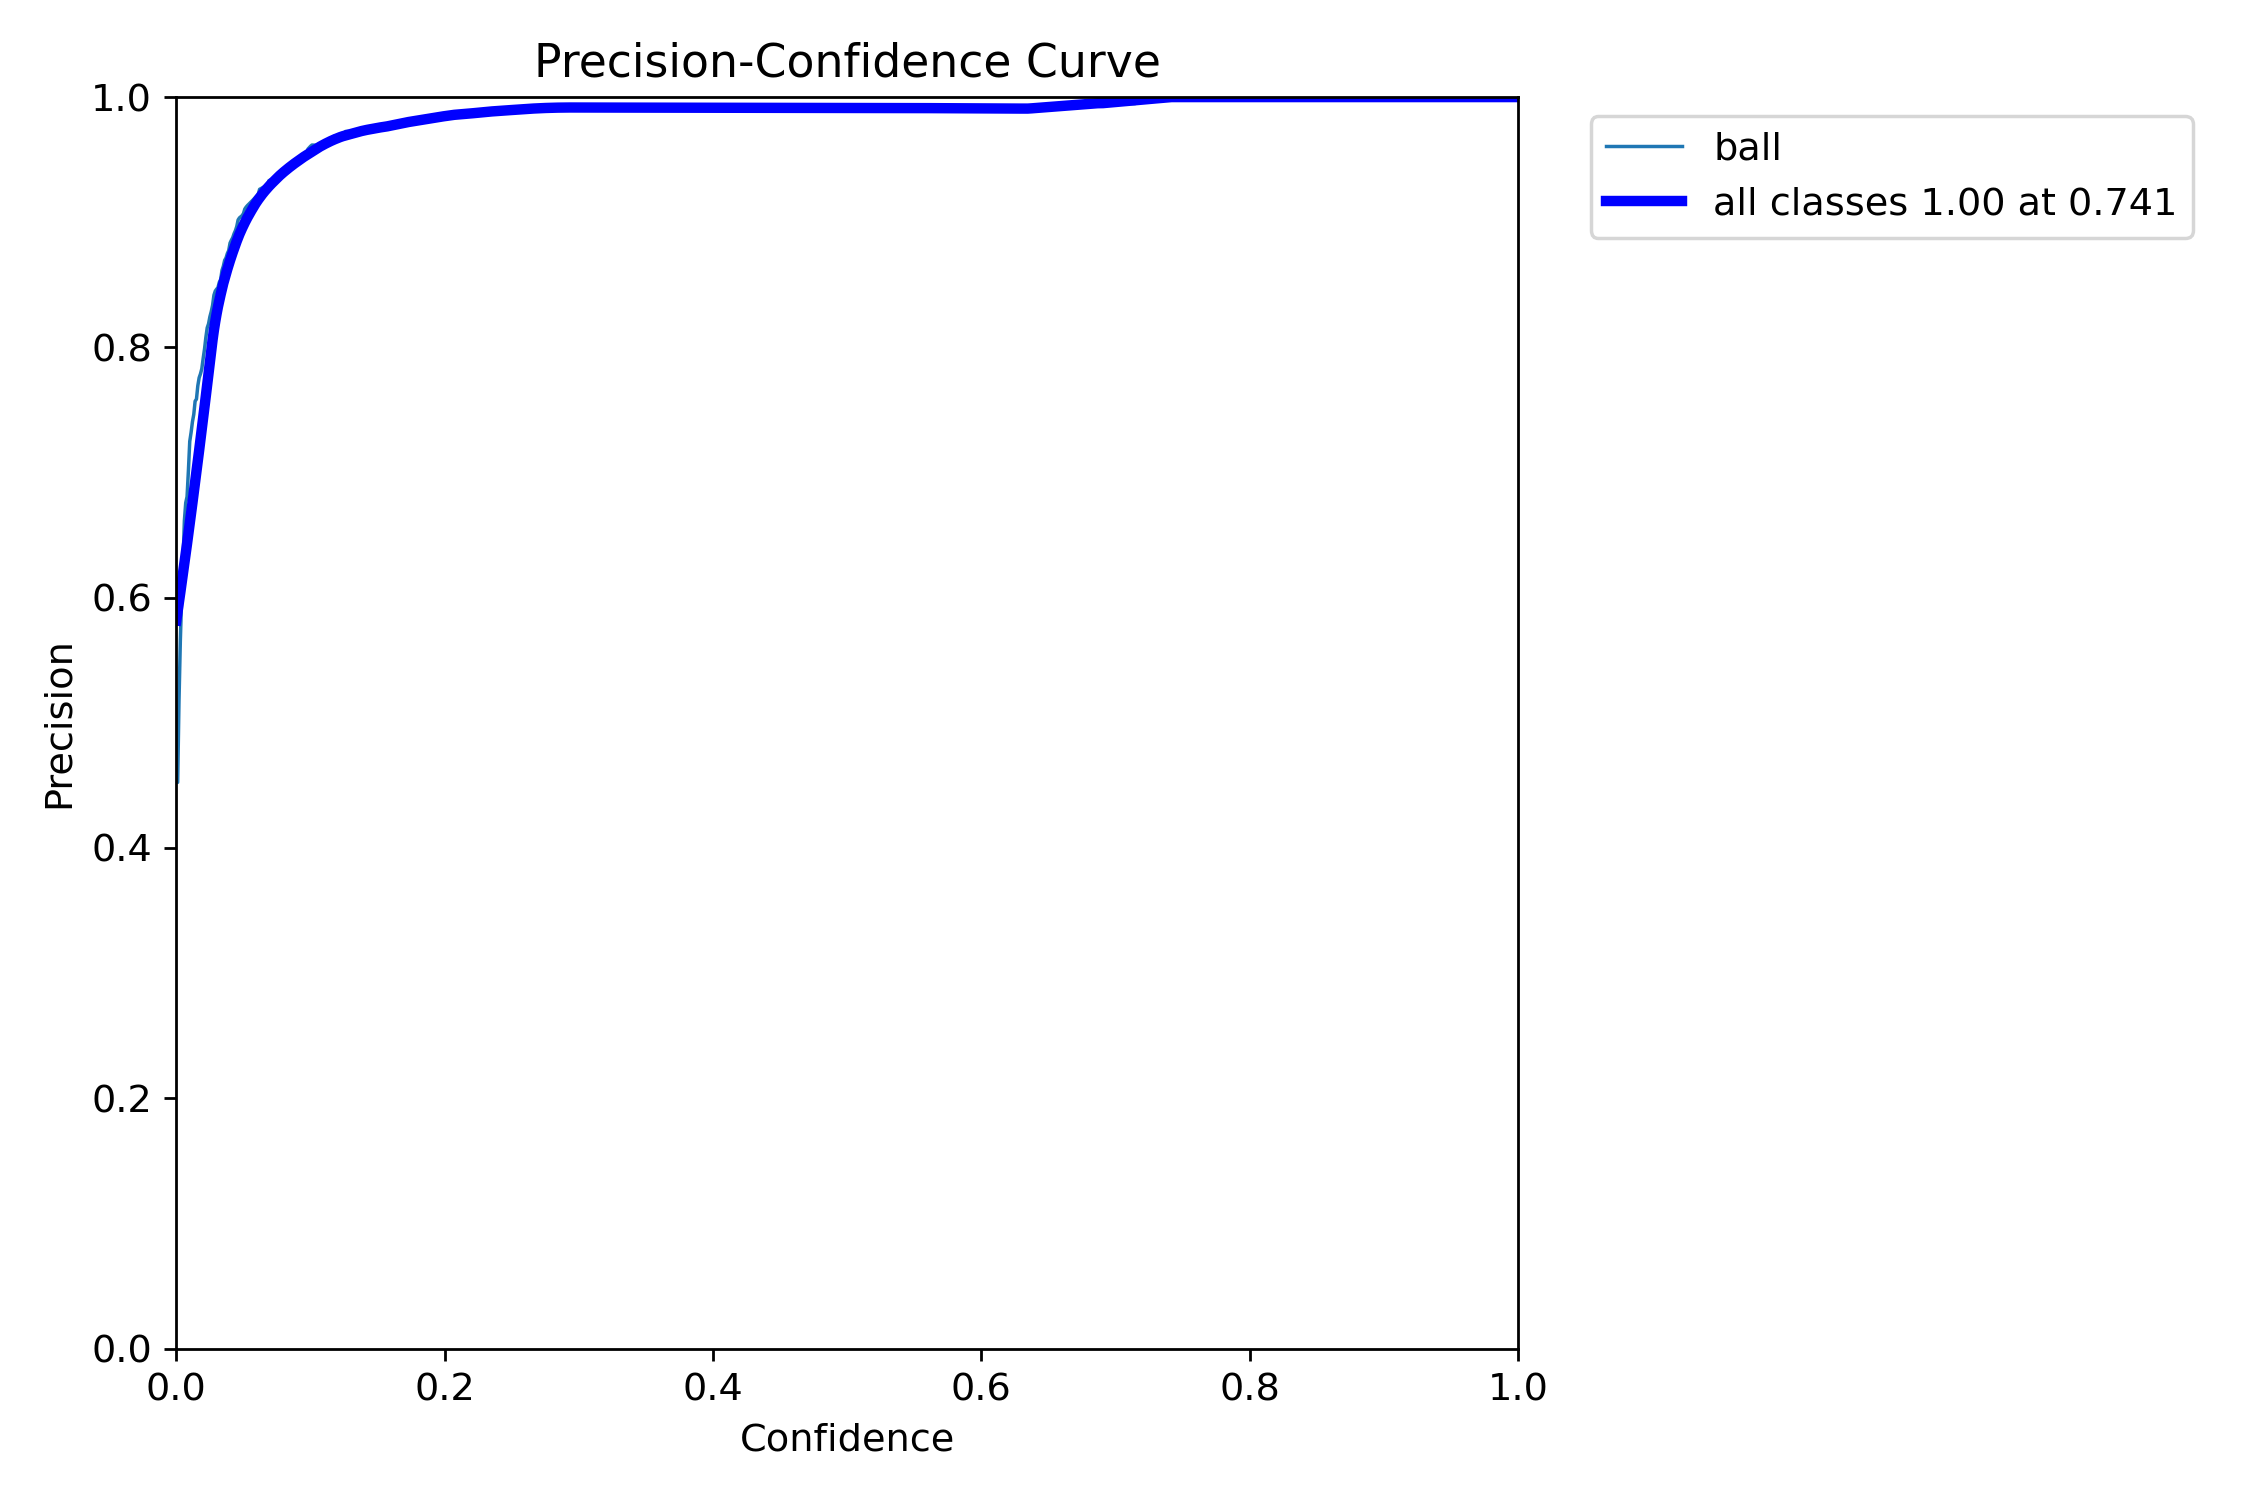 Precision-Confidence Curve
1.0
0.8
0.6
0.4
0.2
0.0
Precision
0.0 0.2 0.4 0.6 0.8 1.0
Confidence
ball
all classes 1.00 at 0.741